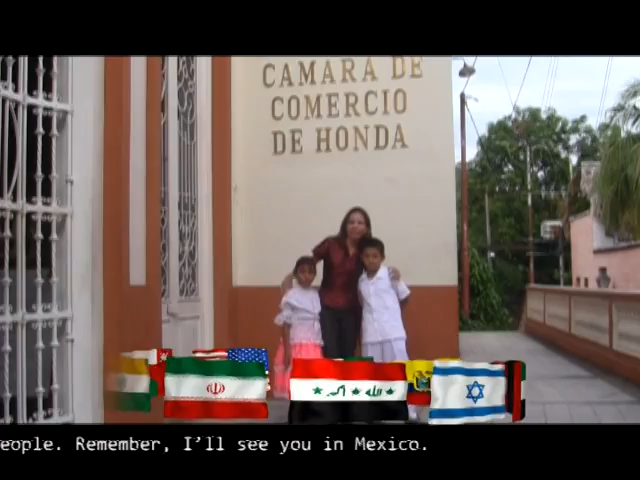 CAMARA DE
COMERCIO
DE HONDA
eople. Remember, I'll see you in Mexico.